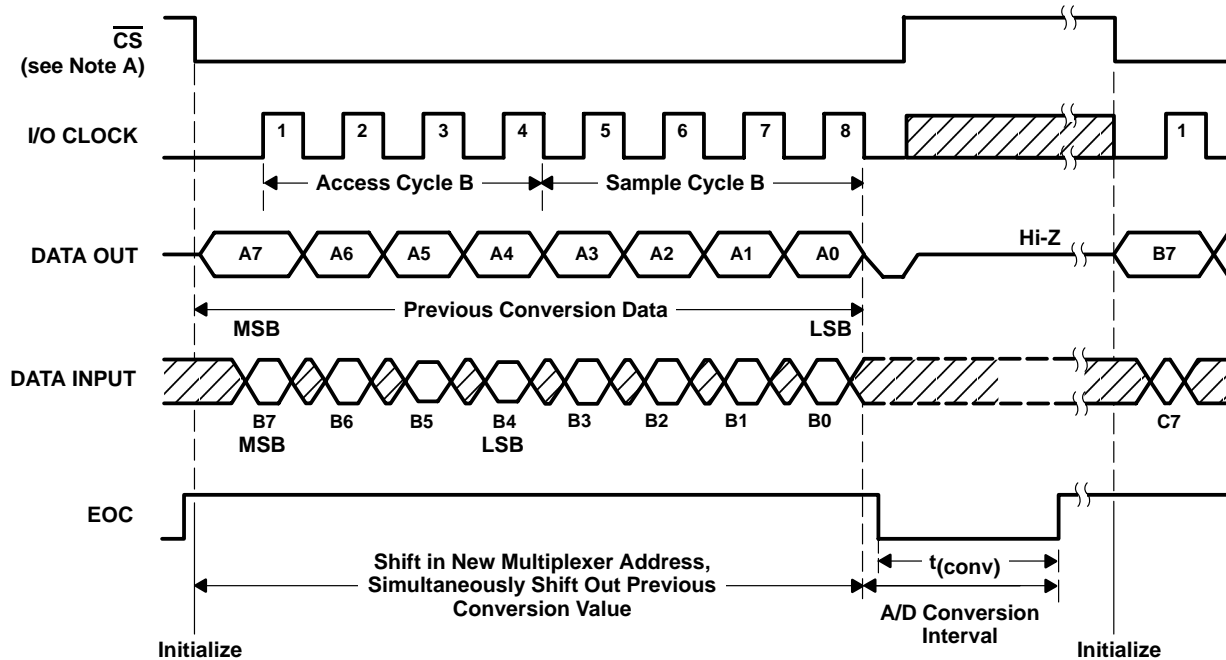 CS
(see Note A)
I/O CLOCK
1 2 3 4 5 6 7 8 1
Access Cycle B Sample Cycle B
DATA OUT
A7 A6 A5 A4 A3 A2 A1 A0 Hi-Z B7
Previous Conversion Data
MSB LSB
DATA INPUT
B7 B6 B5 B4 B3 B2 B1 B0 C7
MSB LSB
EOC
Shift in New Multiplexer Address,
Simultaneously Shift Out Previous
Conversion Value
t(conv)
A/D Conversion
Interval
Initialize Initialize